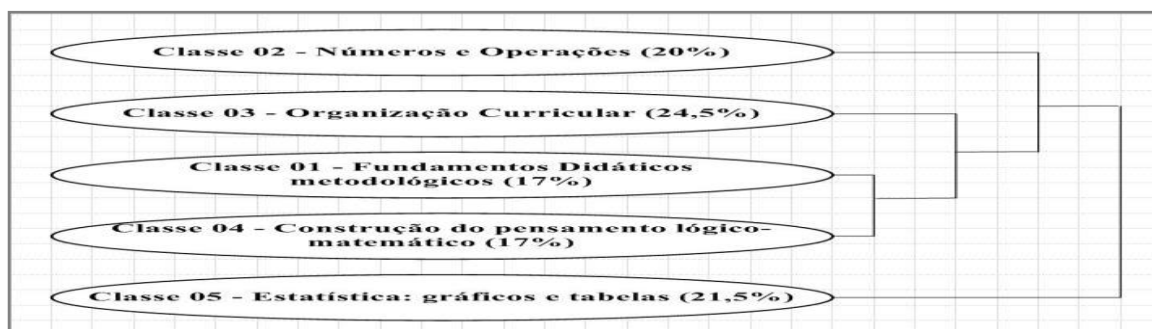 Classe 02 - Números e Operações (20%)
Classe 03 - Organização Curricular (24,5%)
Classe 01 - Fundamentos Didáticos
metodológicos (17%)
Classe 04 - Construção do pensamento lógico-
matemático (17%)
Classe 05 - Estatística: gráficos e tabelas (21,5%)